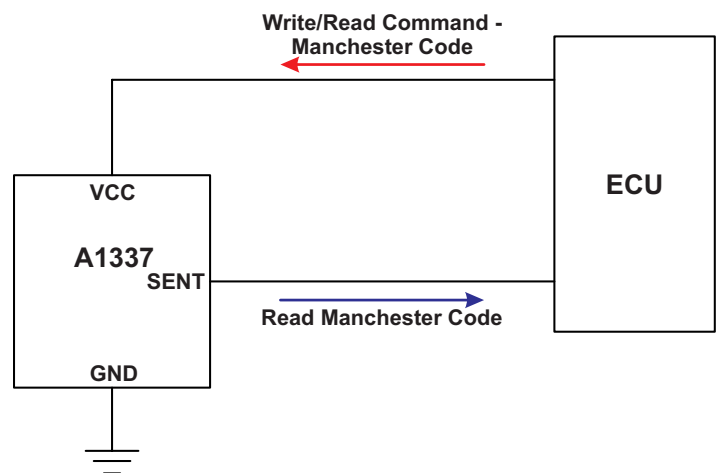 Write/Read Command -
Manchester Code
VCC
ECU
A1337
SENT
Read Manchester Code
GND